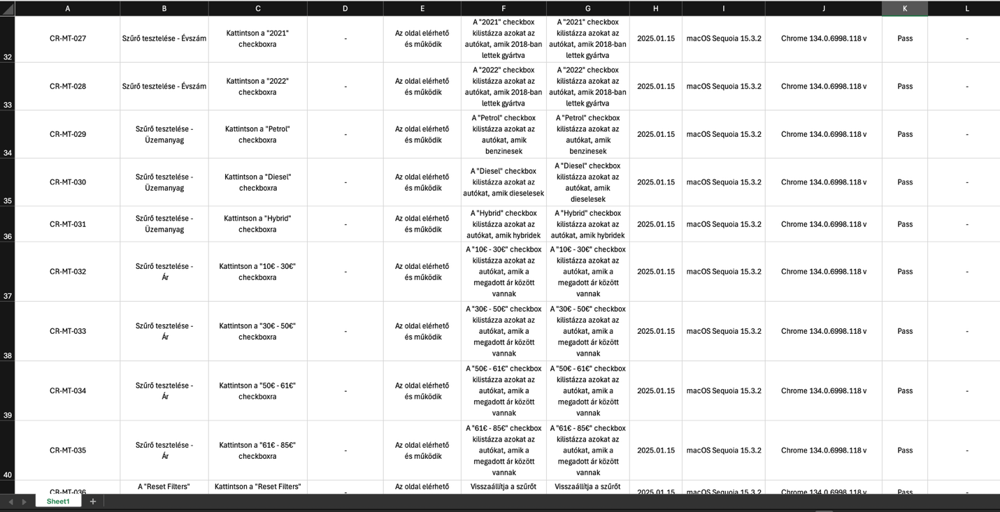 A B C D E F G H I J K L
32 CR-MT-027 Szűrő tesztelése - Évszám Kattintson a "2021" checkboxra - Az oldal elérhető és működik A "2021" checkbox kilistázza azokat az autókat, amik 2018-ban lettek gyártva A "2021" checkbox kilistázza azokat az autókat, amik 2018-ban lettek gyártva 2025.01.15 macOS Sequoia 15.3.2 Chrome 134.0.6998.118 v Pass -
33 CR-MT-028 Szűrő tesztelése - Évszám Kattintson a "2022" checkboxra - Az oldal elérhető és működik A "2022" checkbox kilistázza azokat az autókat, amik 2018-ban lettek gyártva A "2022" checkbox kilistázza azokat az autókat, amik 2018-ban lettek gyártva 2025.01.15 macOS Sequoia 15.3.2 Chrome 134.0.6998.118 v Pass -
34 CR-MT-029 Szűrő tesztelése - Üzemanyag Kattintson a "Petrol" checkboxra - Az oldal elérhető és működik A "Petrol" checkbox kilistázza azokat az autókat, amik benzinesek A "Petrol" checkbox kilistázza azokat az autókat, amik benzinesek 2025.01.15 macOS Sequoia 15.3.2 Chrome 134.0.6998.118 v Pass -
35 CR-MT-030 Szűrő tesztelése - Üzemanyag Kattintson a "Diesel" checkboxra - Az oldal elérhető és működik A "Diesel" checkbox kilistázza azokat az autókat, amik dieselesek A "Diesel" checkbox kilistázza azokat az autókat, amik dieselesek 2025.01.15 macOS Sequoia 15.3.2 Chrome 134.0.6998.118 v Pass -
36 CR-MT-031 Szűrő tesztelése - Üzemanyag Kattintson a "Hybrid" checkboxra - Az oldal elérhető és működik A "Hybrid" checkbox kilistázza azokat az autókat, amik hybridek A "Hybrid" checkbox kilistázza azokat az autókat, amik hybridek 2025.01.15 macOS Sequoia 15.3.2 Chrome 134.0.6998.118 v Pass -
37 CR-MT-032 Szűrő tesztelése - Ár Kattintson a "10€ - 30€" checkboxra - Az oldal elérhető és működik A "10€ - 30€" checkbox kilistázza azokat az autókat, amik a megadott ár között vannak A "10€ - 30€" checkbox kilistázza azokat az autókat, amik a megadott ár között vannak 2025.01.15 macOS Sequoia 15.3.2 Chrome 134.0.6998.118 v Pass -
38 CR-MT-033 Szűrő tesztelése - Ár Kattintson a "30€ - 50€" checkboxra - Az oldal elérhető és működik A "30€ - 50€" checkbox kilistázza azokat az autókat, amik a megadott ár között vannak A "30€ - 50€" checkbox kilistázza azokat az autókat, amik a megadott ár között vannak 2025.01.15 macOS Sequoia 15.3.2 Chrome 134.0.6998.118 v Pass -
39 CR-MT-034 Szűrő tesztelése - Ár Kattintson a "50€ - 61€" checkboxra - Az oldal elérhető és működik A "50€ - 61€" checkbox kilistázza azokat az autókat, amik a megadott ár között vannak A "50€ - 61€" checkbox kilistázza azokat az autókat, amik a megadott ár között vannak 2025.01.15 macOS Sequoia 15.3.2 Chrome 134.0.6998.118 v Pass -
40 CR-MT-035 Szűrő tesztelése - Ár Kattintson a "61€ - 85€" checkboxra - Az oldal elérhető és működik A "61€ - 85€" checkbox kilistázza azokat az autókat, amik a megadott ár között vannak A "61€ - 85€" checkbox kilistázza azokat az autókat, amik a megadott ár között vannak 2025.01.15 macOS Sequoia 15.3.2 Chrome 134.0.6998.118 v Pass -
CR-MT-036 A "Reset Filters" Kattintson a "Reset Filters" - Az oldal elérhető Visszaállítja a szűrőt Visszaállítja a szűrőt 2025.01.15 macOS Sequoia 15.3.2 Chrome 134.0.6998.118 v Pass -
Sheet1 +